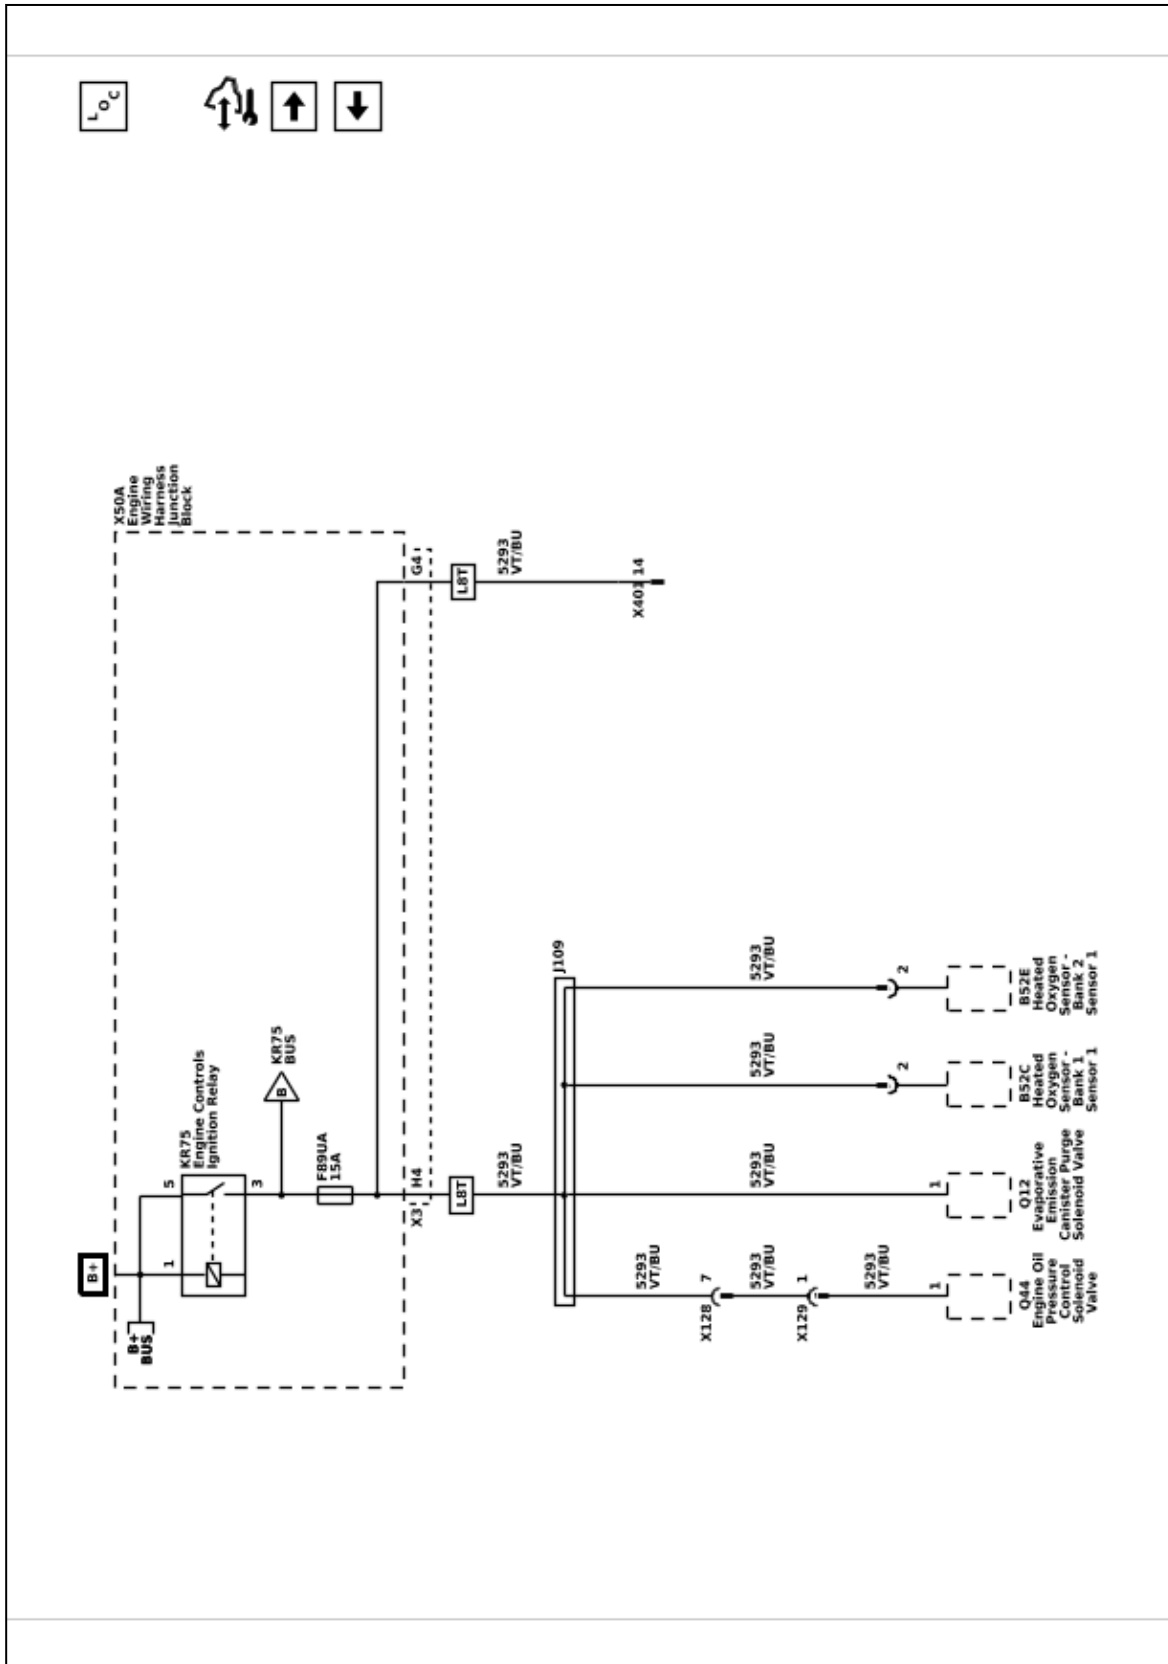 LOC
B+
B+
BUS
1
5
KR75
Engine Controls
Ignition Relay
3
B
KR75
BUS
F89UA
15A
X50A
Engine
Wiring
Harness
Junction
Block
X3
H4
G4
L8T
L8T
5293
VT/BU
5293
VT/BU
X401
14
J109
5293
VT/BU
X128
7
5293
VT/BU
X129
1
5293
VT/BU
5293
VT/BU
5293
VT/BU
5293
VT/BU
2
2
1
1
Q44
Engine Oil
Pressure
Control
Solenoid
Valve
Q12
Evaporative
Emission
Canister Purge
Solenoid Valve
B52C
Heated
Oxygen
Sensor -
Bank 1
Sensor 1
B52E
Heated
Oxygen
Sensor -
Bank 2
Sensor 1